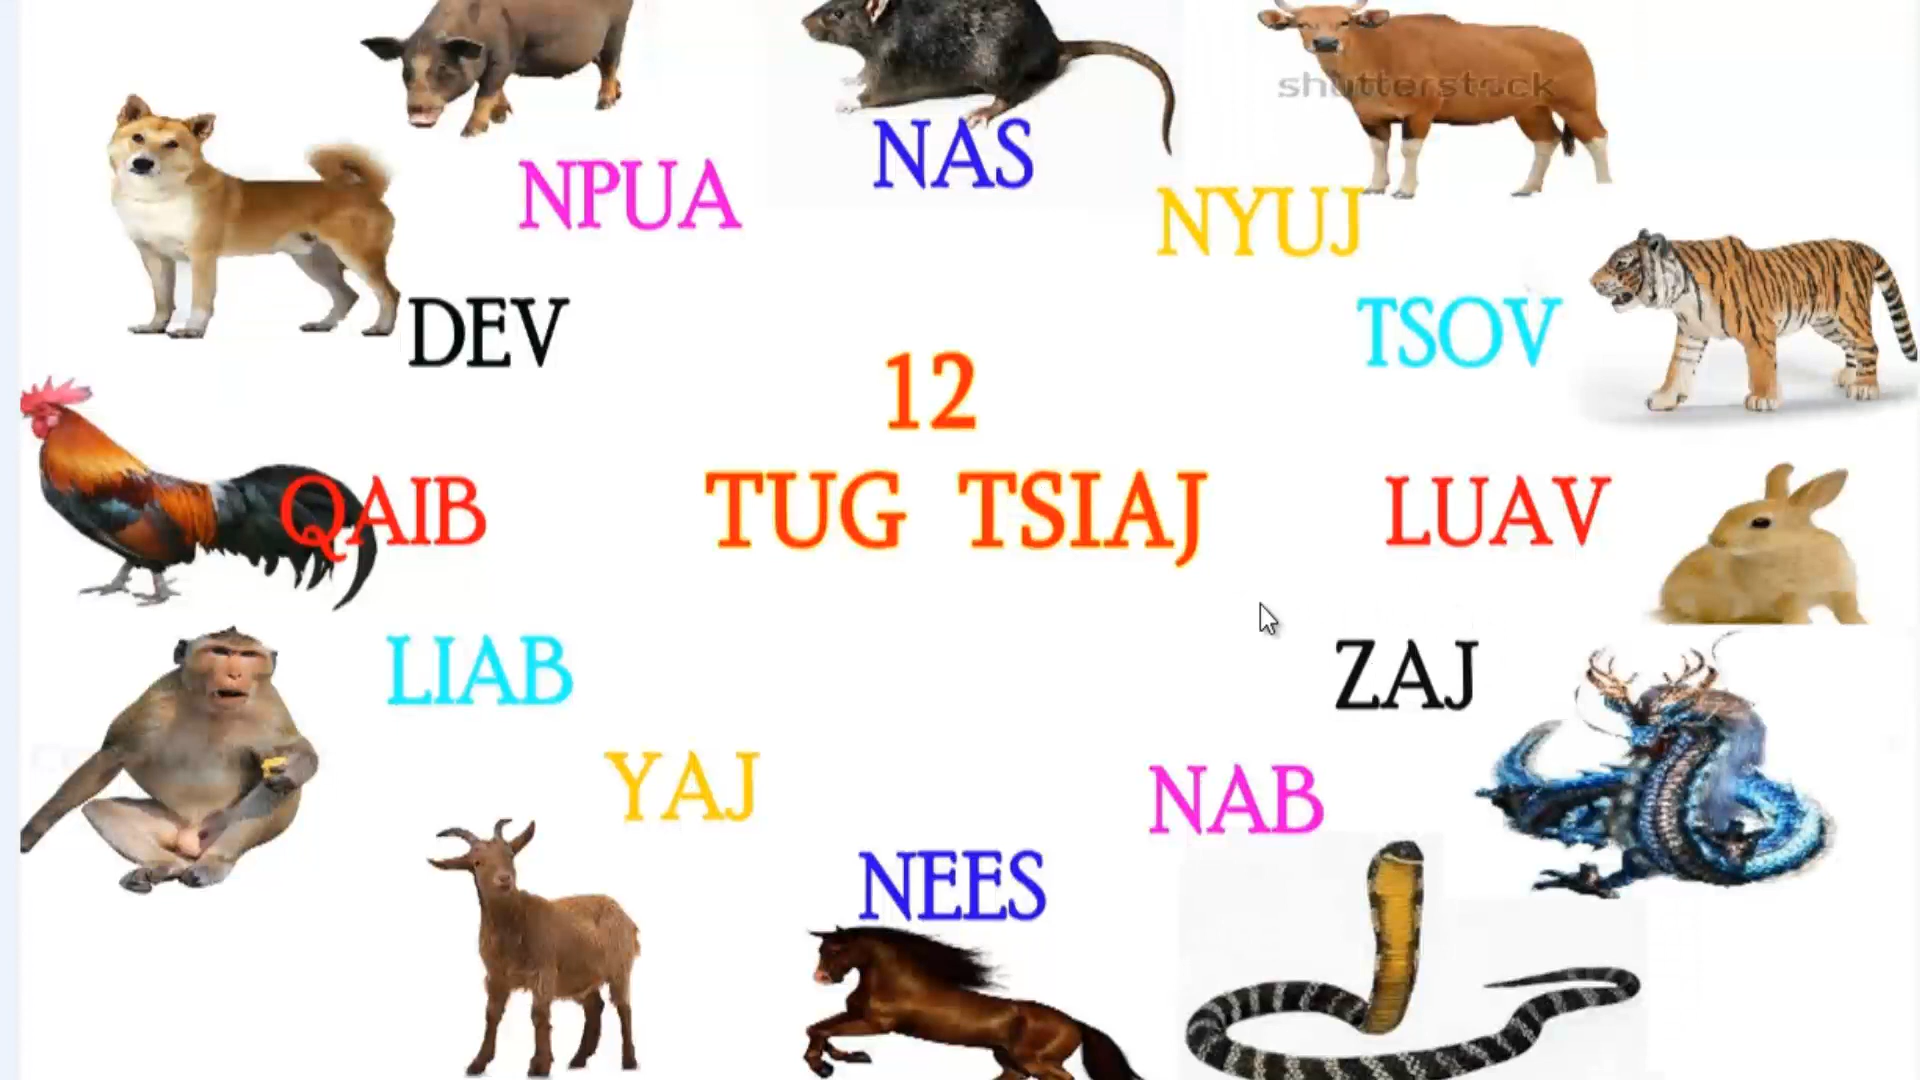 shutterstock
NAS
NPUA
NYUJ
DEV
TSOV
12
TUG TSIAJ
QAIB
LUAV
LIAB
ZAJ
YAJ
NAB
NEES